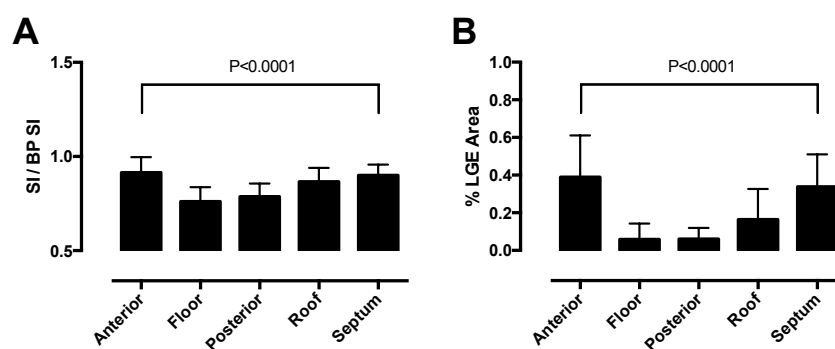 A
SI / BP SI
1.5
1.0
0.5
P<0.0001
Anterior
Floor
Posterior
Roof
Septum
B
% LGE Area
1.0
0.8
0.6
0.4
0.2
0.0
P<0.0001
Anterior
Floor
Posterior
Roof
Septum